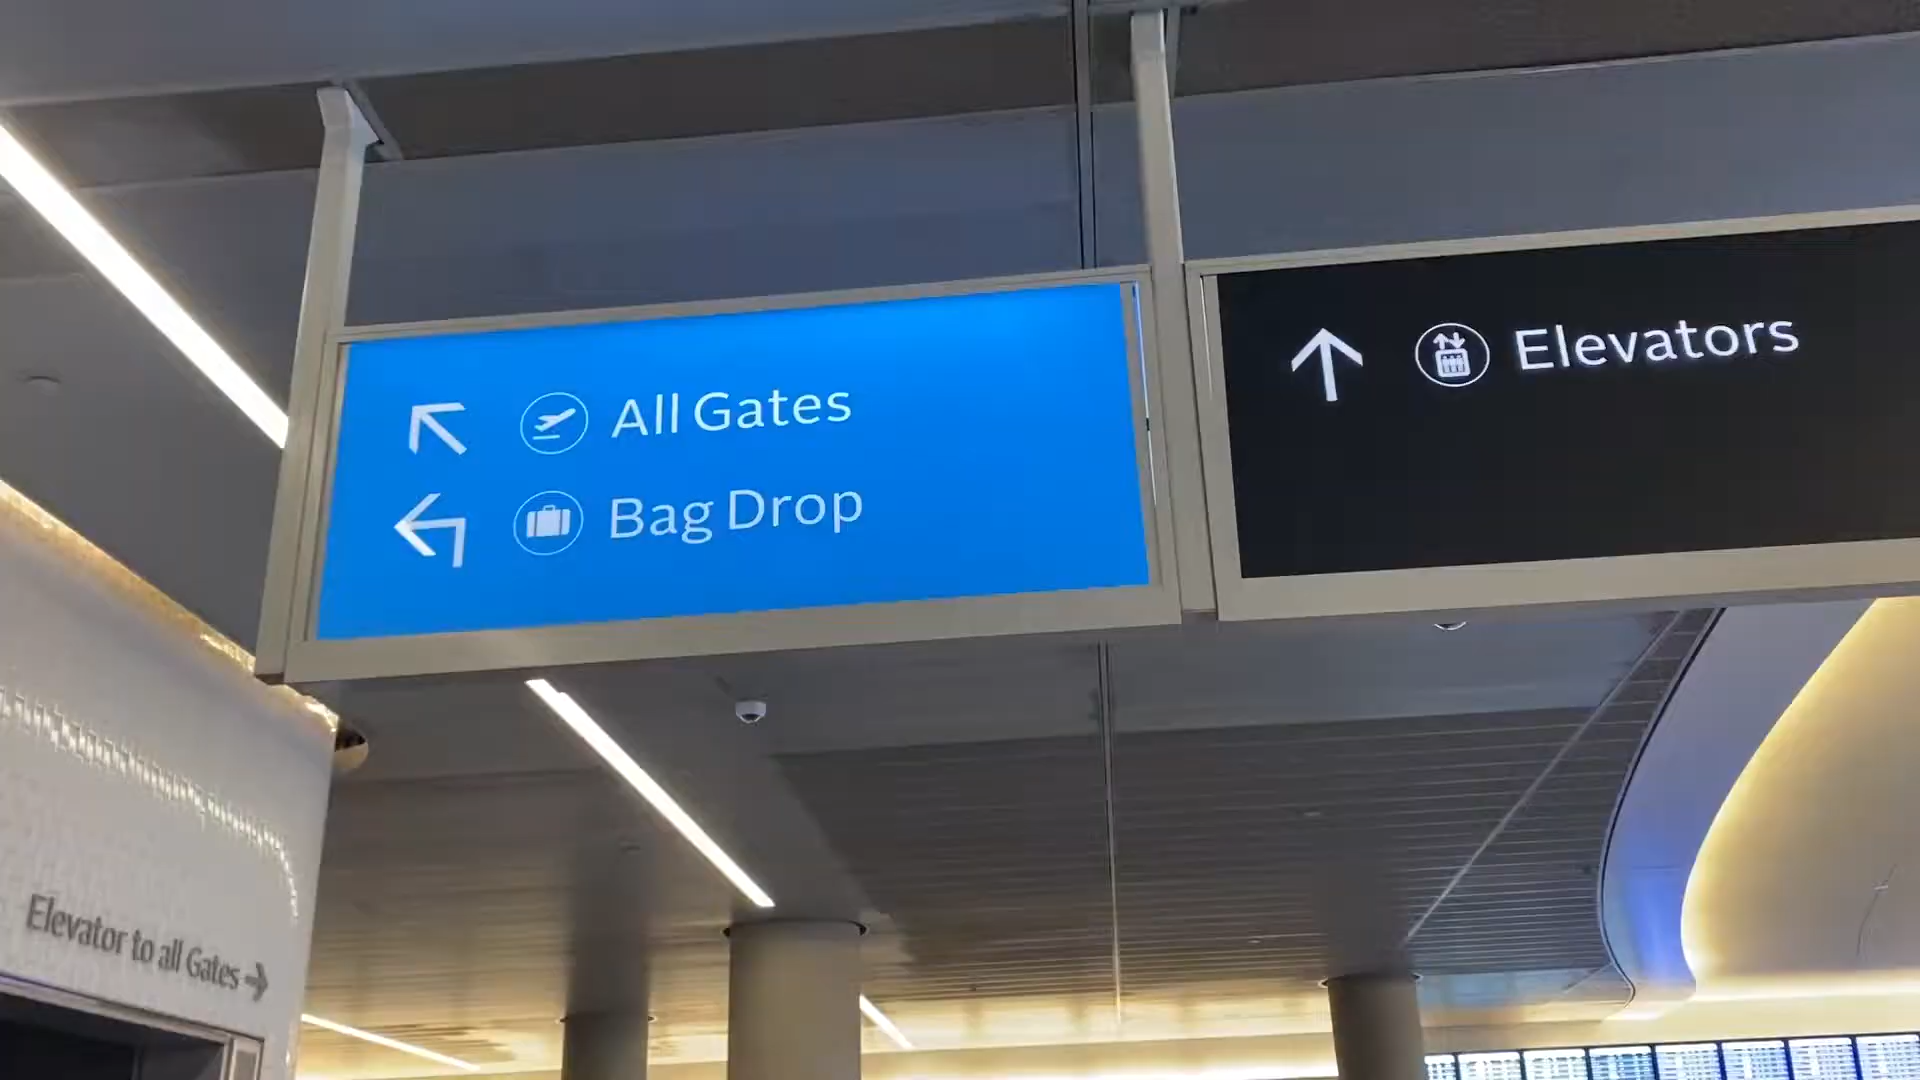 All Gates
Bag Drop
Elevators
Elevator to all Gates